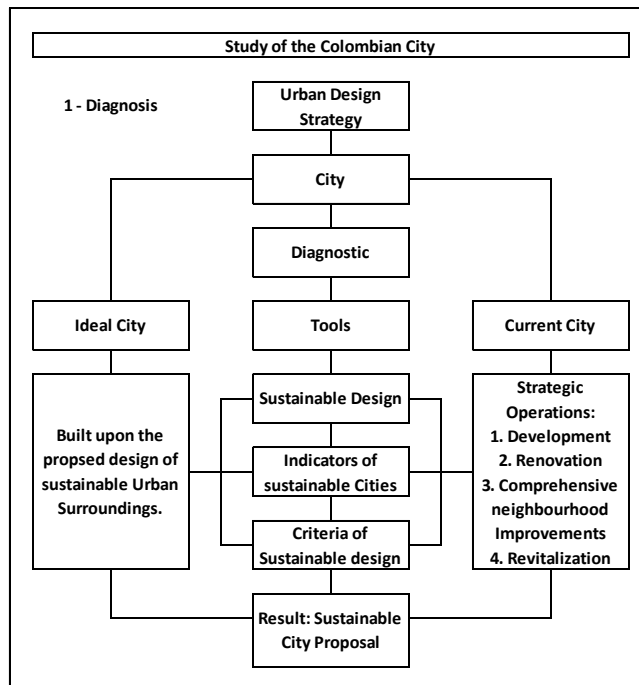 Study of the Colombian City
1 - Diagnosis
Urban Design
Strategy
City
Diagnostic
Ideal City
Tools
Current City
Built upon the
propsed design of
sustainable Urban
Surroundings.
Sustainable Design
Indicators of
sustainable Cities
Criteria of
Sustainable design
Strategic
Operations:
1. Development
2. Renovation
3. Comprehensive
neighbourhood
Improvements
4. Revitalization
Result: Sustainable
City Proposal